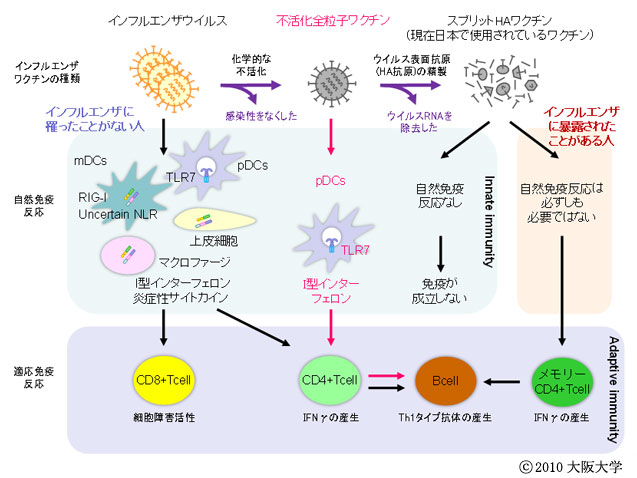 インフルエンザウイルス
不活化全粒子ワクチン
スプリットHAワクチン
(現在日本で使用されているワクチン)
インフルエンザ
ワクチンの種類
化学的な
不活化
ウイルス表面抗原
(HA抗原)の精製
感染性をなくした
ウイルスRNAを
除去した
インフルエンザに
罹ったことがない人
インフルエンザ
に暴露された
ことがある人
自然免疫
反応
mDCs
TLR7
pDCs
RIG-I
Uncertain NLR
上皮細胞
マクロファージ
I型インターフェロン
炎症性サイトカイン
pDCs
TLR7
I型インター
フェロン
自然免疫
反応なし
免疫が
成立しない
Innate immunity
自然免疫反応は
必ずしも
必要ではない
適応免疫
反応
CD8+Tcell
細胞障害活性
CD4+Tcell
IFNγの産生
Bcell
Th1タイプ抗体の産生
メモリー
CD4+Tcell
IFNγの産生
Adaptive immunity
©2010 大阪大学